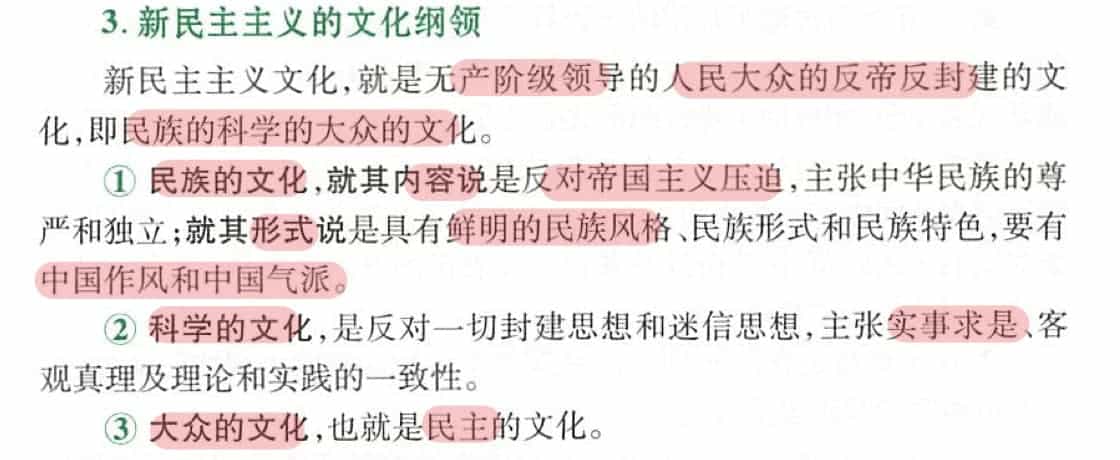 3. 新民主主义的文化纲领
新民主主义文化,就是无产阶级领导的人民大众的反帝反封建的文
化,即民族的科学的大众的文化。
① 民族的文化,就其内容说是反对帝国主义压迫,主张中华民族的尊
严和独立;就其形式说是具有鲜明的民族风格、民族形式和民族特色,要有
中国作风和中国气派。
② 科学的文化,是反对一切封建思想和迷信思想,主张实事求是、客
观真理及理论和实践的一致性。
③ 大众的文化,也就是民主的文化。